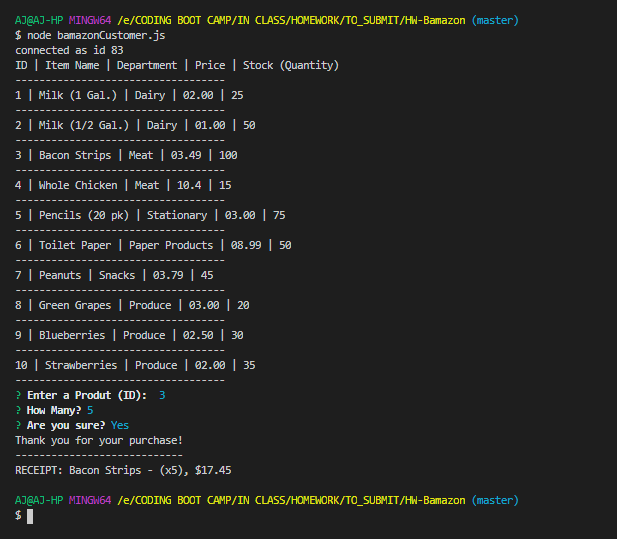 AJ@AJ-HP MINGW64 /e/CODING BOOT CAMP/IN CLASS/HOMEWORK/TO_SUBMIT/HW-Bamazon (master)
$ node bamazonCustomer.js
connected as id 83
ID | Item Name | Department | Price | Stock (Quantity)
-----------------------------------
1 | Milk (1 Gal.) | Dairy | 02.00 | 25
-----------------------------------
2 | Milk (1/2 Gal.) | Dairy | 01.00 | 50
-----------------------------------
3 | Bacon Strips | Meat | 03.49 | 100
-----------------------------------
4 | Whole Chicken | Meat | 10.4 | 15
-----------------------------------
5 | Pencils (20 pk) | Stationary | 03.00 | 75
-----------------------------------
6 | Toilet Paper | Paper Products | 08.99 | 50
-----------------------------------
7 | Peanuts | Snacks | 03.79 | 45
-----------------------------------
8 | Green Grapes | Produce | 03.00 | 20
-----------------------------------
9 | Blueberries | Produce | 02.50 | 30
-----------------------------------
10 | Strawberries | Produce | 02.00 | 35
-----------------------------------
? Enter a Produt (ID):  3
? How Many? 5
? Are you sure? Yes
Thank you for your purchase!
----------------------------
RECEIPT: Bacon Strips - (x5), $17.45
AJ@AJ-HP MINGW64 /e/CODING BOOT CAMP/IN CLASS/HOMEWORK/TO_SUBMIT/HW-Bamazon (master)
$